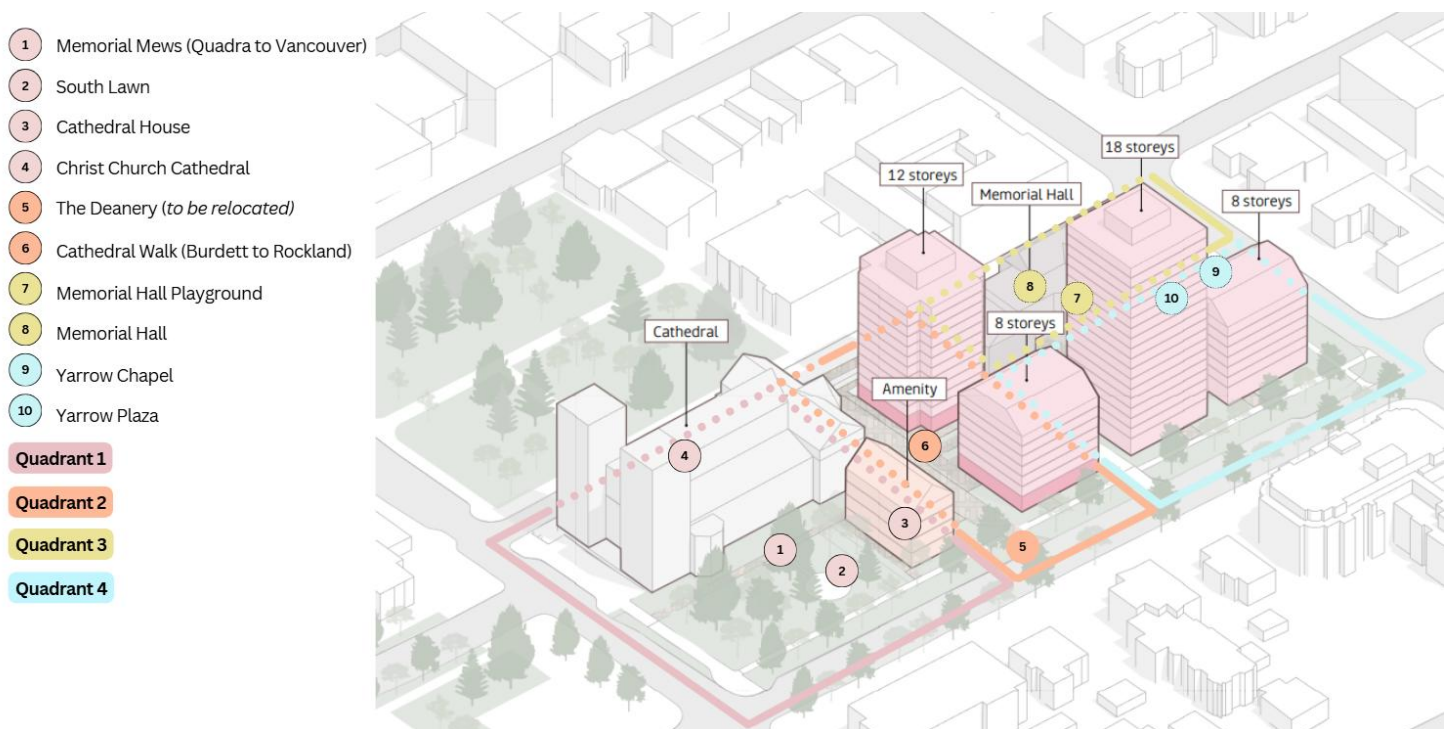 1 Memorial Mews (Quadra to Vancouver)
2 South Lawn
3 Cathedral House
4 Christ Church Cathedral
5 The Deanery (to be relocated)
6 Cathedral Walk (Burdett to Rockland)
7 Memorial Hall Playground
8 Memorial Hall
9 Yarrow Chapel
10 Yarrow Plaza
Quadrant 1
Quadrant 2
Quadrant 3
Quadrant 4
18 storeys
12 storeys
Memorial Hall
8 storeys
9
8
7
10
8 storeys
Cathedral
Amenity
6
4
3
5
1
2